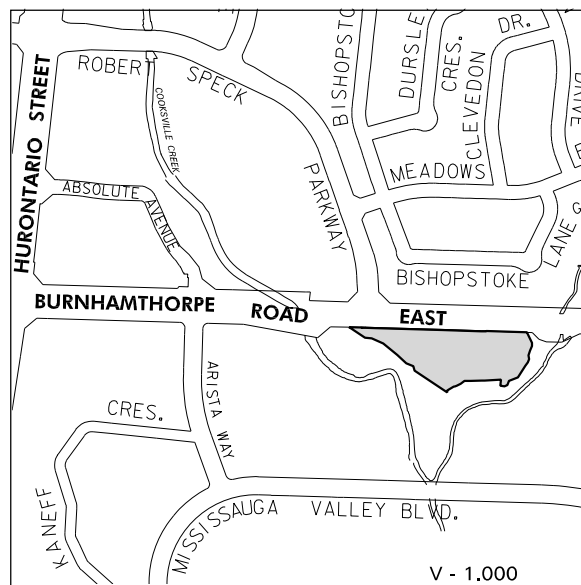 ROBERT SPECK PARKWAY
HURONTARIO STREET
COOKSVILLE CREEK
BISHOPSTOKE
DURSLE
CRES.
CLEVEDON
DR.
DRIVE
MEADOWS
ABSOLUTE AVENUE
LANE
BISHOPSTOKE
BURNHAMTHORPE ROAD EAST
ARISTA WAY
CRES.
KANEFF
MISSISSAUGA VALLEY BLVD.
V - 1.000